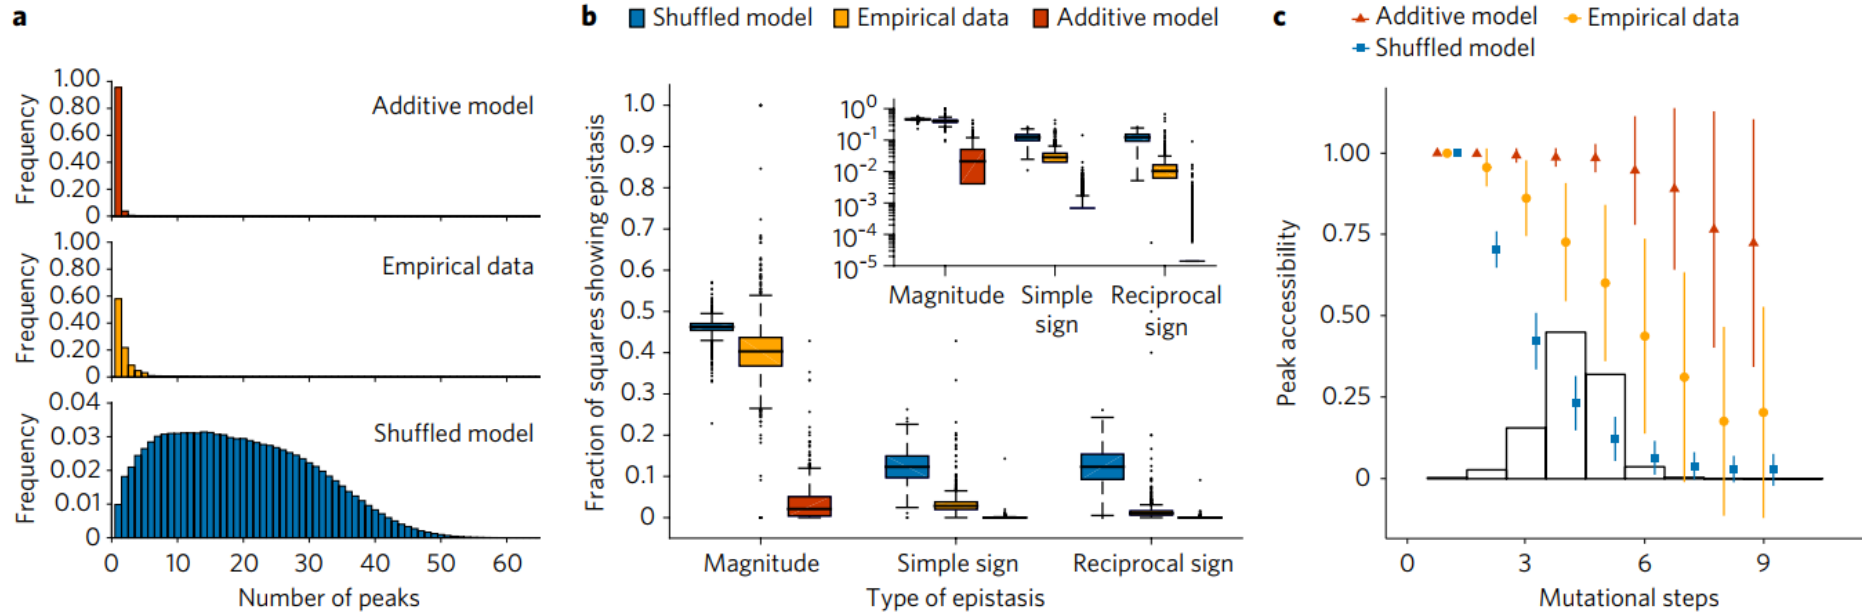 a
1.00
0.80
0.60
0.40
0.20
0
Frequency
Additive model
1.00
0.80
0.60
0.40
0.20
0
Frequency
Empirical data
0.04
0.03
0.02
0.01
0
Frequency
Shuffled model
0 10 20 30 40 50 60
Number of peaks
b
Shuffled model Empirical data Additive model
1.0
0.9
0.8
0.7
0.6
0.5
0.4
0.3
0.2
0.1
0
Fraction of squares showing epistasis
10⁰
10⁻¹
10⁻²
10⁻³
10⁻⁴
10⁻⁵
Magnitude Simple Reciprocal
sign sign
Magnitude Simple sign Reciprocal sign
Type of epistasis
c
Additive model Empirical data
Shuffled model
1.00
0.75
0.50
0.25
0
Peak accessibility
0 3 6 9
Mutational steps